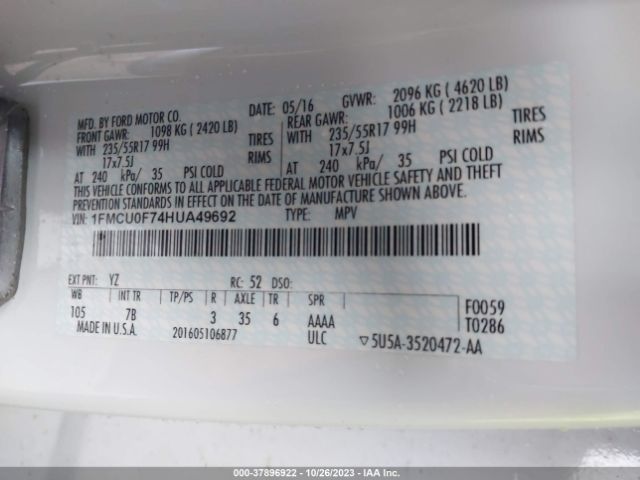 MFD. BY FORD MOTOR CO. DATE: 05/16 GVWR: 2096 KG ( 4620 LB)
FRONT GAWR: 1098 KG ( 2420 LB) REAR GAWR: 1006 KG ( 2218 LB)
WITH 235/55R17 99H TIRES WITH 235/55R17 99H TIRES
17x7.5J RIMS 17x7.5J RIMS
AT 240 kPa/ 35 PSI COLD AT 240 kPa/ 35 PSI COLD
THIS VEHICLE CONFORMS TO ALL APPLICABLE FEDERAL MOTOR VEHICLE SAFETY AND THEFT
PREVENTION STANDARDS IN EFFECT ON THE DATE OF MANUFACTURE SHOWN ABOVE.
VIN: 1FMCU0F74HUA49692 TYPE: MPV
EXT PNT: YZ RC: 52 DSO:
WB INT TR TP/PS R AXLE TR SPR F0059
105 7B 3 35 6 AAAA T0286
MADE IN U.S.A. 201605106877 ULC ▽5U5A-3520472-AA
000-37896922 - 10/26/2023 - IAA Inc.